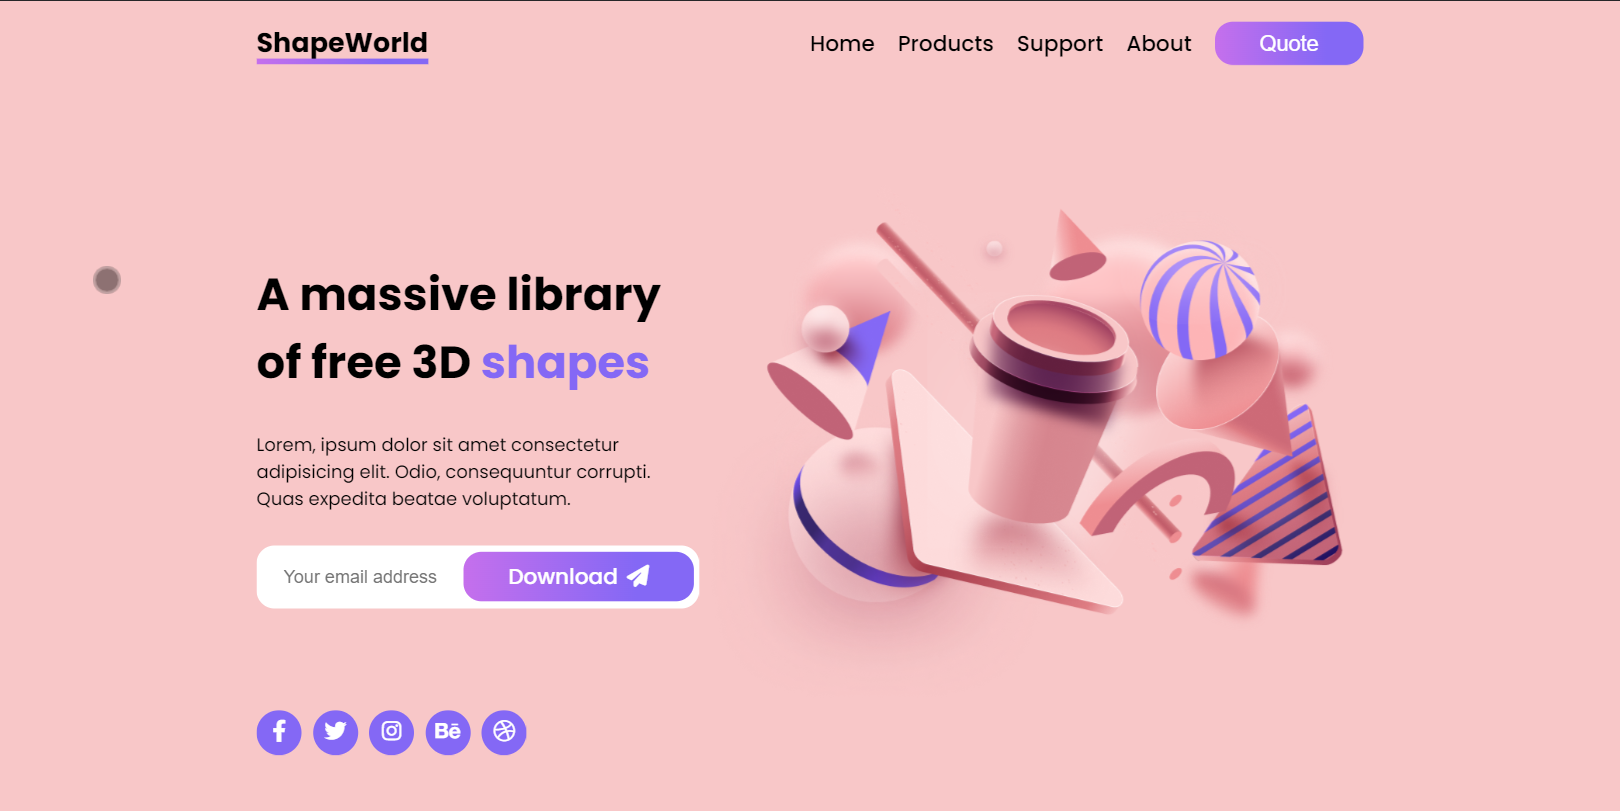 ShapeWorld
Home Products Support About Quote
A massive library
of free 3D shapes
Lorem, ipsum dolor sit amet consectetur
adipisicing elit. Odio, consequuntur corrupti.
Quas expedita beatae voluptatum.
Your email address Download
Bē